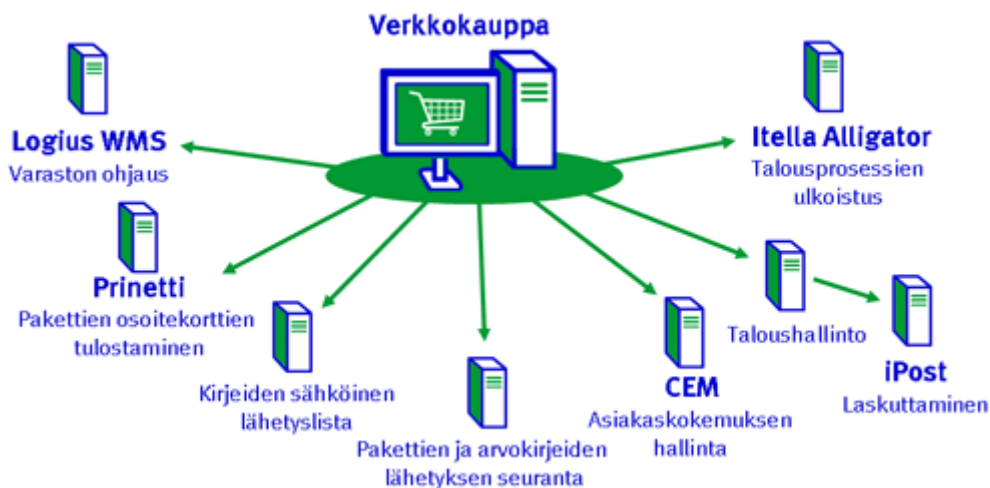 Verkkokauppa
Logius WMS
Varaston ohjaus
Itella Alligator
Talousprosessien
ulkoistus
Prinetti
Pakettien osoitekorttien
tulostaminen
Kirjeiden sähköinen
lähetyslista
Pakettien ja arvokirjeiden
lähetyksen seuranta
CEM
Asiakaskokemuksen
hallinta
Taloushallinto
iPost
Laskuttaminen